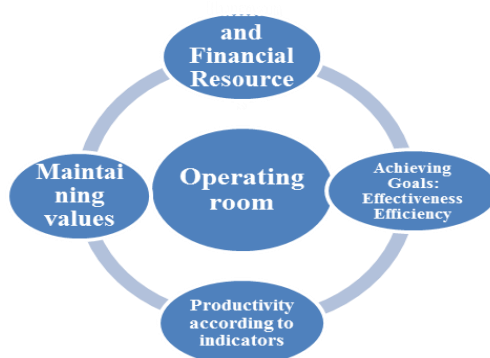 and Financial
Resource
Maintai
ning
values
Operating
room
Achieving
Goals:
Effectiveness
Efficiency
Productivity
according to
indicators